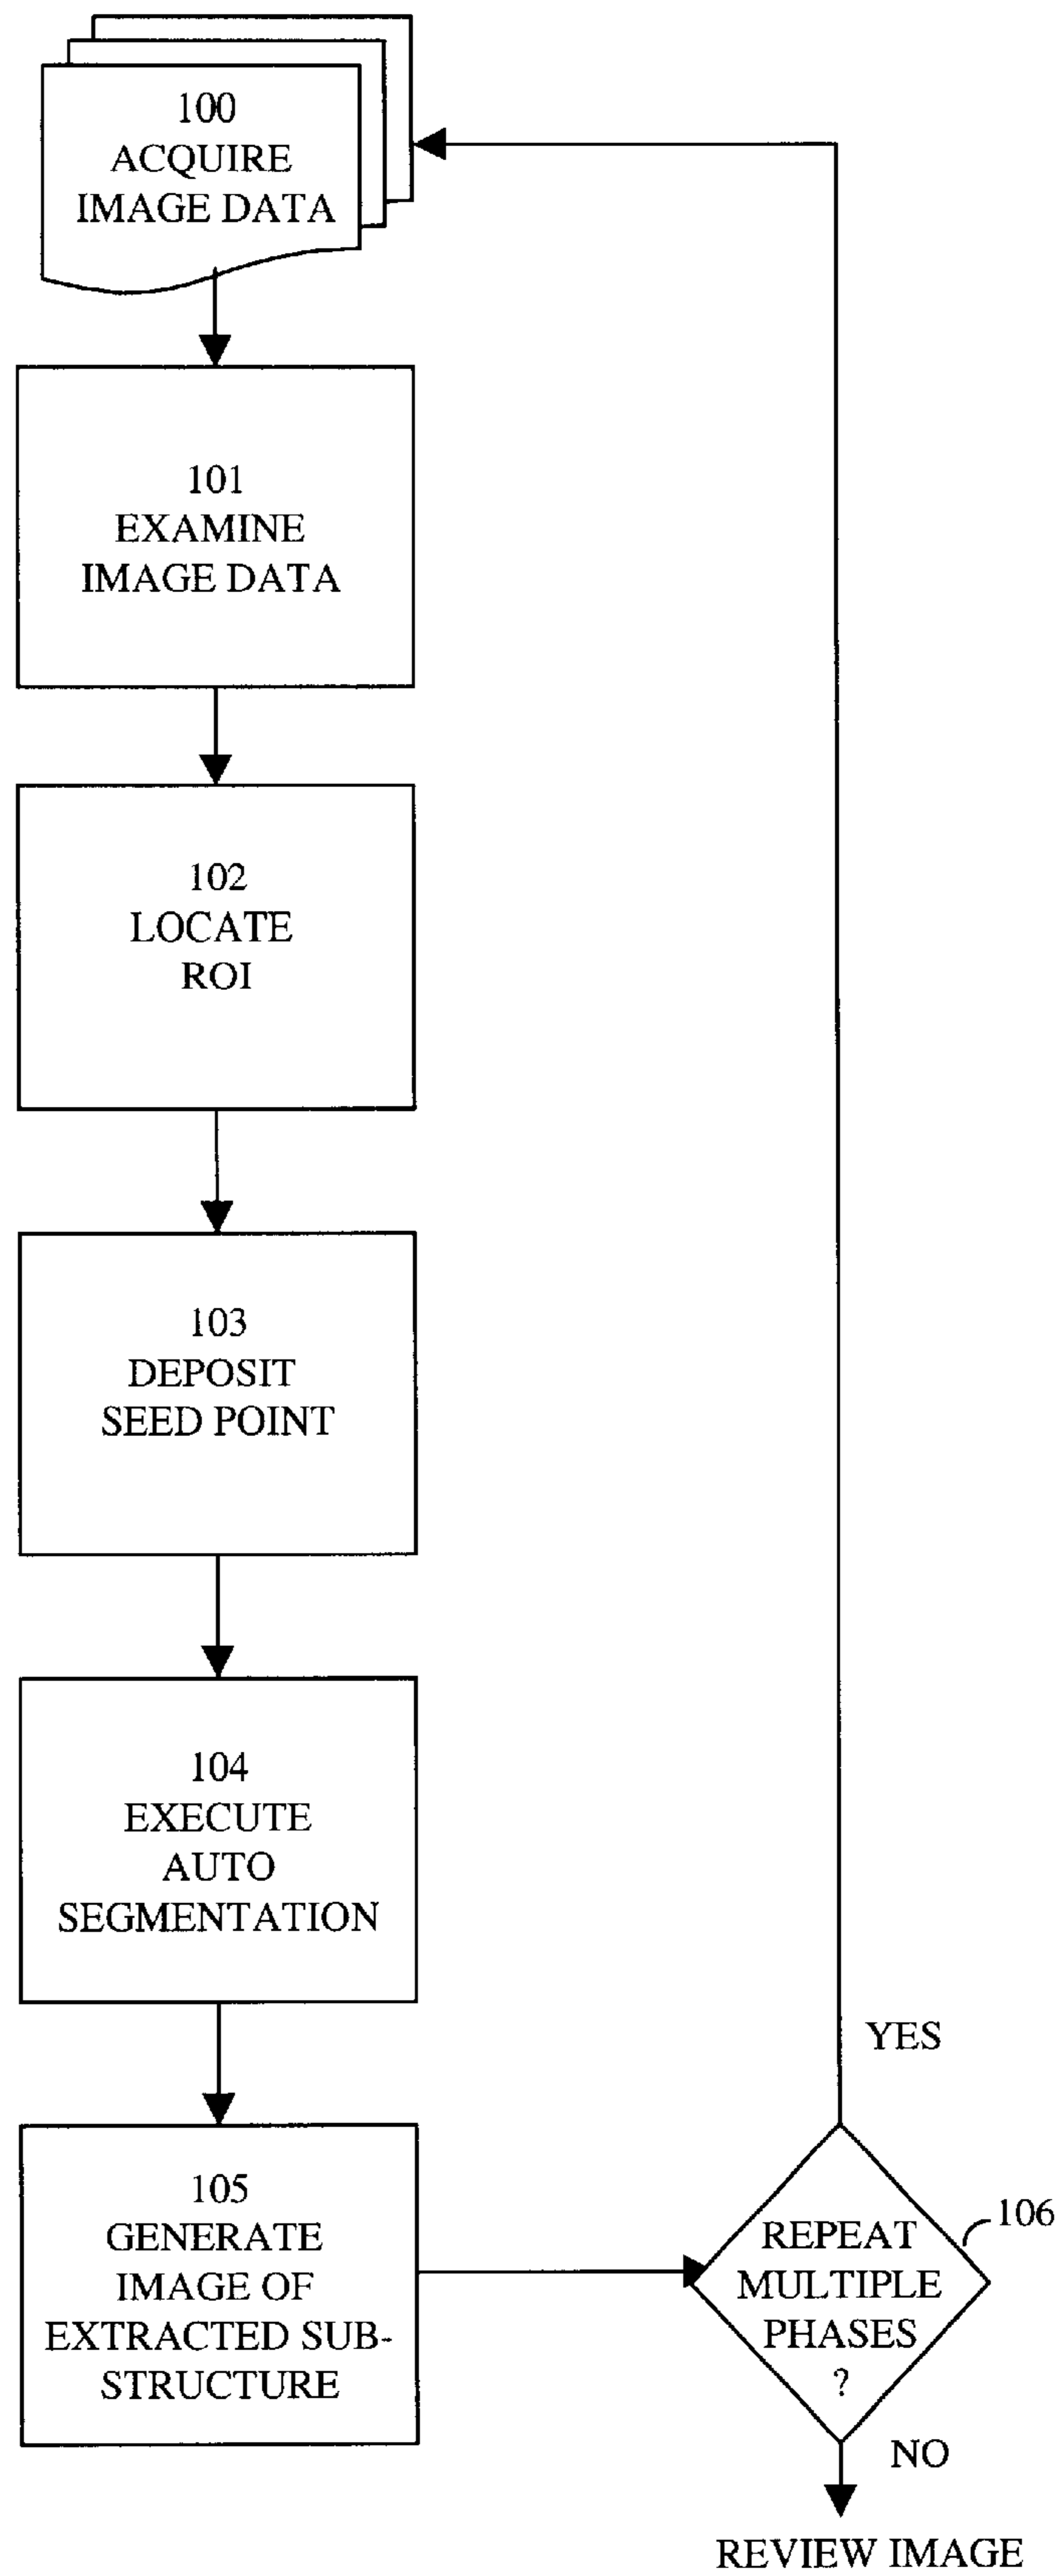 100
ACQUIRE
IMAGE DATA
101
EXAMINE
IMAGE DATA
102
LOCATE
ROI
103
DEPOSIT
SEED POINT
104
EXECUTE
AUTO
SEGMENTATION
YES
105
GENERATE
IMAGE OF
EXTRACTED SUB-
STRUCTURE
106
REPEAT
MULTIPLE
PHASES
?
NO
REVIEW IMAGE